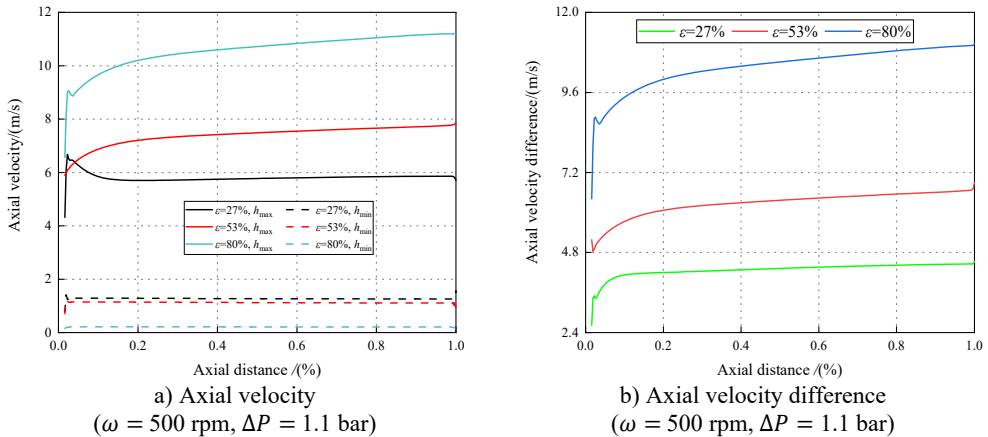 12
10
8
6
4
2
0
0.0
0.2
0.4
0.6
0.8
1.0
Axial velocity/(m/s)
Axial distance /(%)
ε=27%, hmax
ε=53%, hmax
ε=80%, hmax
ε=27%, hmin
ε=53%, hmin
ε=80%, hmin
a) Axial velocity
(ω = 500 rpm, ΔP = 1.1 bar)
12.0
9.6
7.2
4.8
2.4
0.0
0.2
0.4
0.6
0.8
1.0
Axial velocity difference/(m/s)
Axial distance /(%)
ε=27%
ε=53%
ε=80%
b) Axial velocity difference
(ω = 500 rpm, ΔP = 1.1 bar)